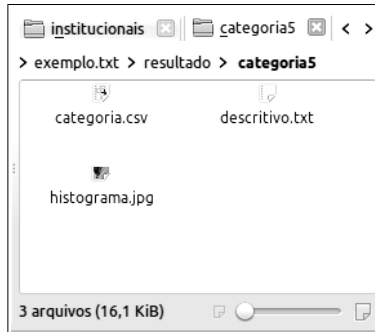 institucionais categoria5 < >
> exemplo.txt > resultado > categoria5
categoria.csv descritivo.txt
histograma.jpg
3 arquivos (16,1 KiB)